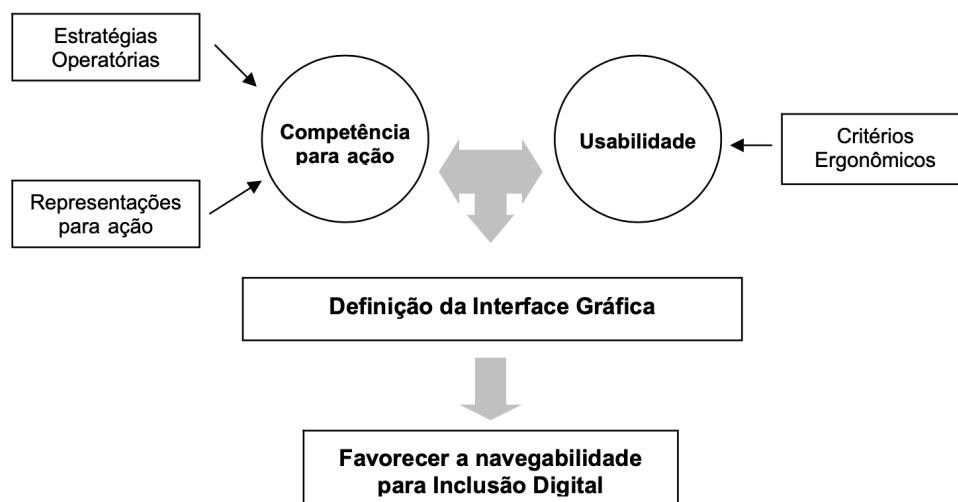 Estratégias
Operatórias
Competência
para ação
Usabilidade
Critérios
Ergonômicos
Representações
para ação
Definição da Interface Gráfica
Favorecer a navegabilidade
para Inclusão Digital